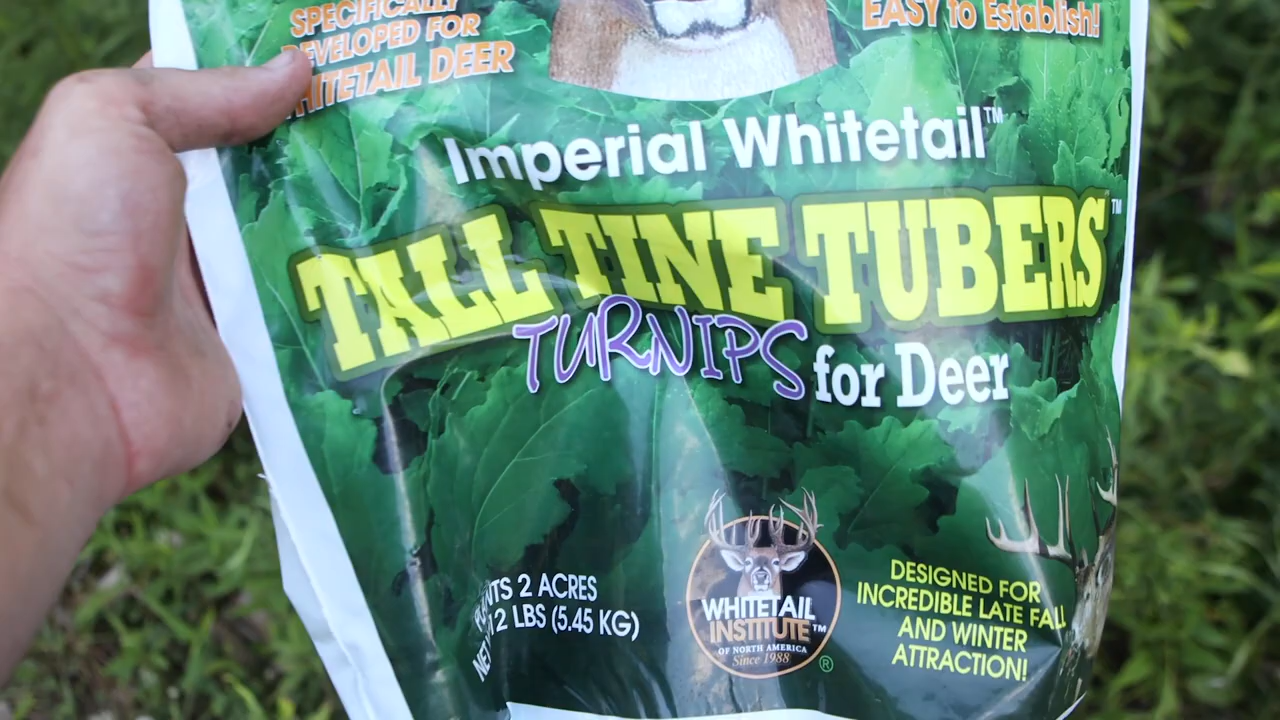 SPECIFICALLY
DEVELOPED FOR
WHITETAIL DEER
EASY to Establish!
Imperial Whitetail™
TALL TINE TUBERS™
TURNIPS for Deer
2 ACRES
12 LBS (5.45 KG)
WHITETAIL
INSTITUTE™
OF NORTH AMERICA
Since 1988
®
DESIGNED FOR
INCREDIBLE LATE FALL
AND WINTER
ATTRACTION!